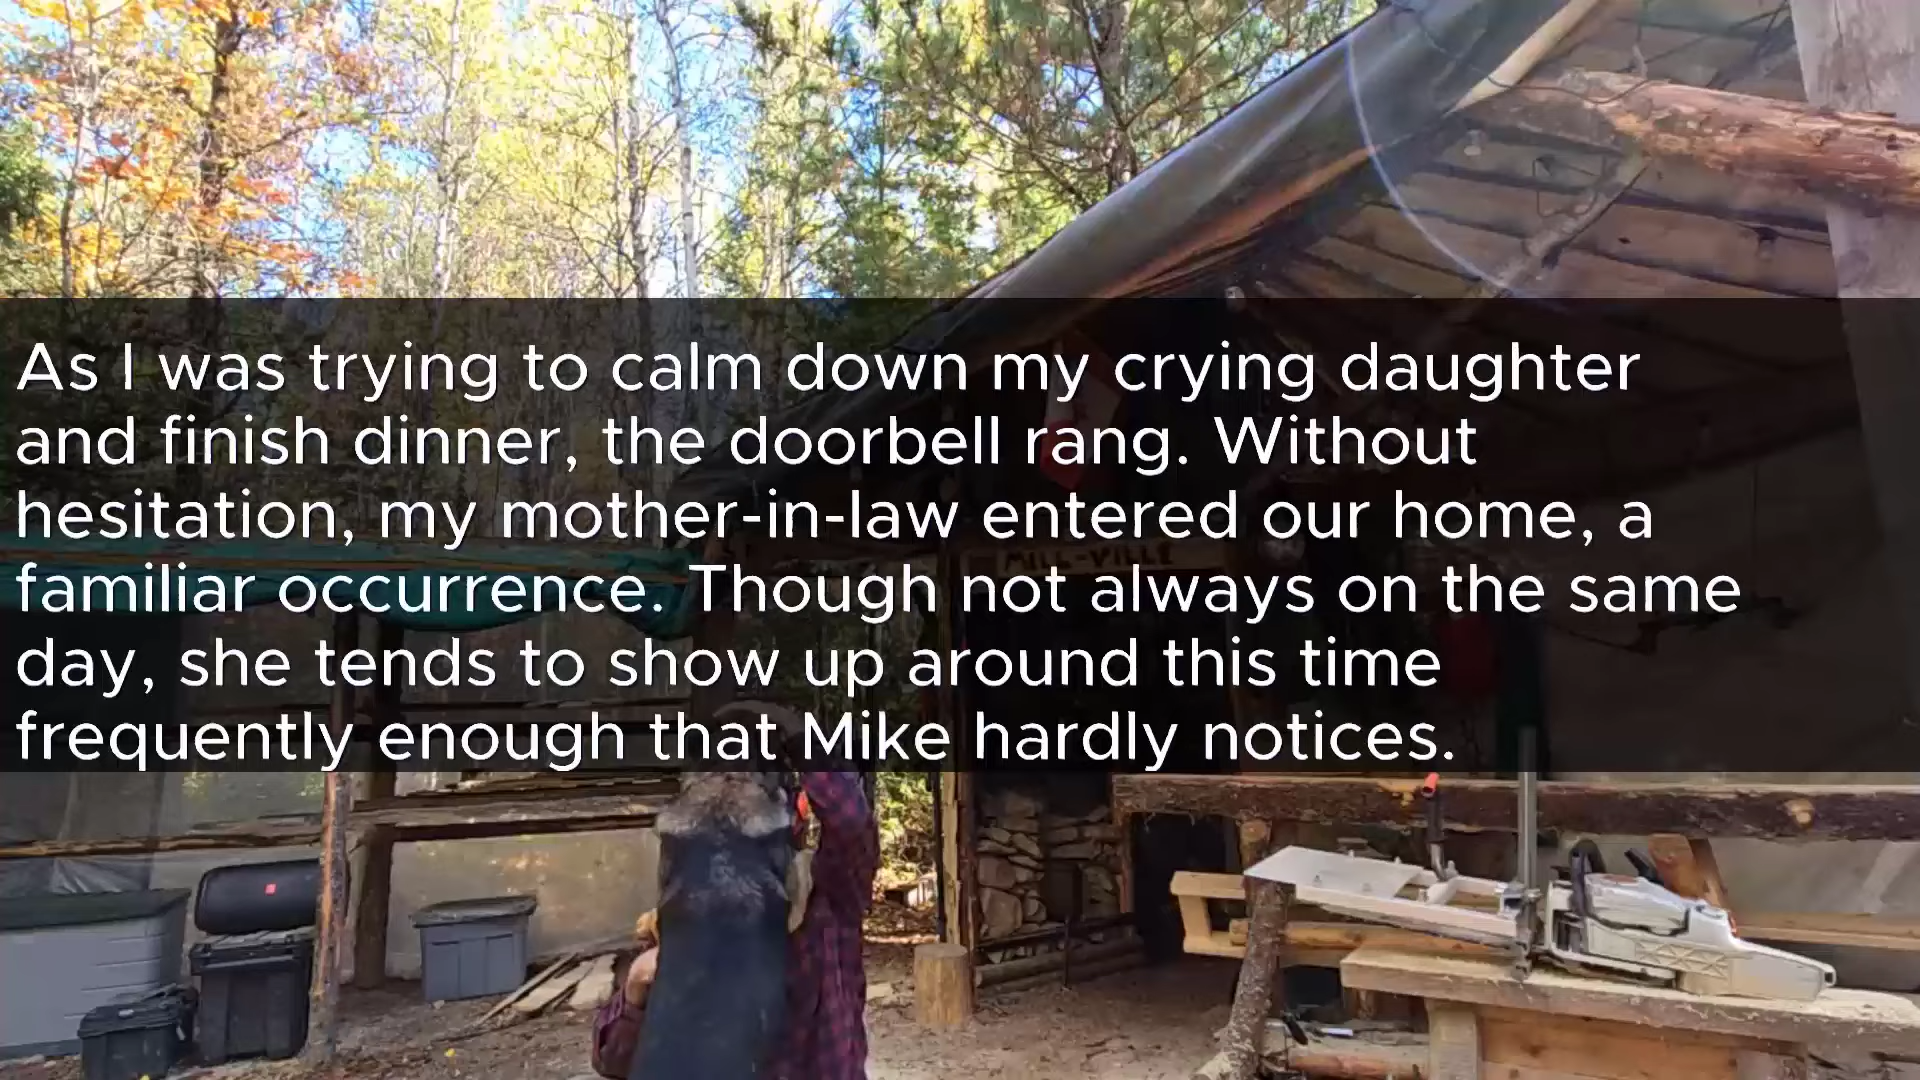 As I was trying to calm down my crying daughter
and finish dinner, the doorbell rang. Without
hesitation, my mother-in-law entered our home, a
MILL-VILLE
familiar occurrence. Though not always on the same
day, she tends to show up around this time
frequently enough that Mike hardly notices.